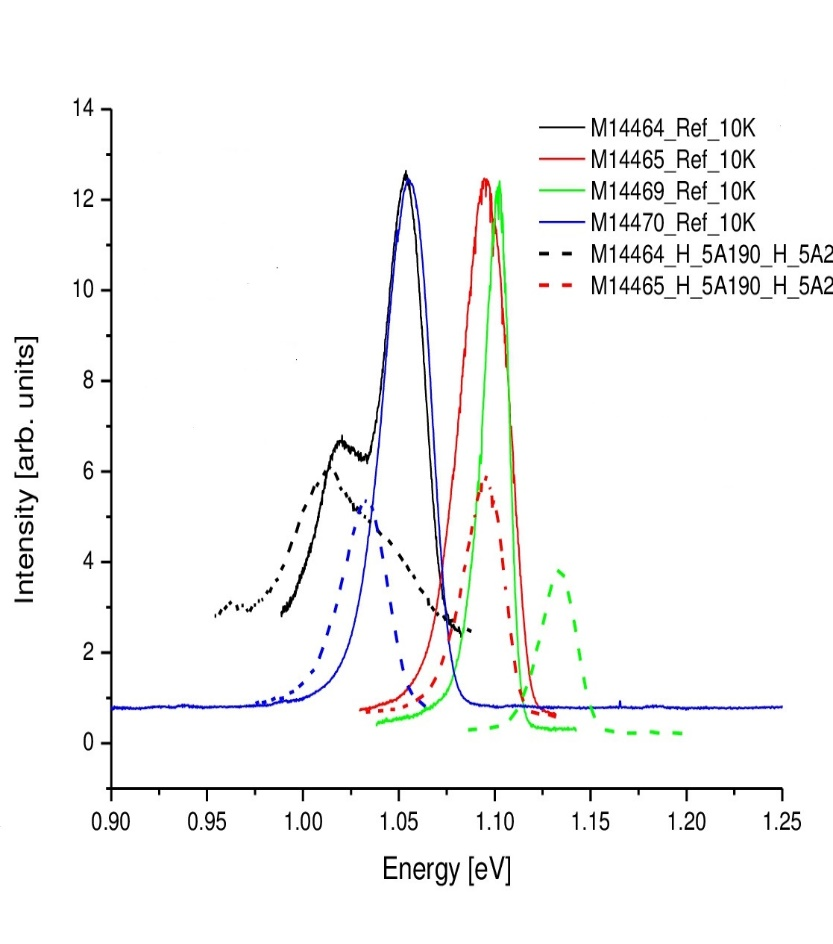 14
12
10
8
6
4
2
0
Intensity [arb. units]
M14464_Ref_10K
M14465_Ref_10K
M14469_Ref_10K
M14470_Ref_10K
M14464_H_5A190_H_5A2
M14465_H_5A190_H_5A2
0.90 0.95 1.00 1.05 1.10 1.15 1.20 1.25
Energy [eV]